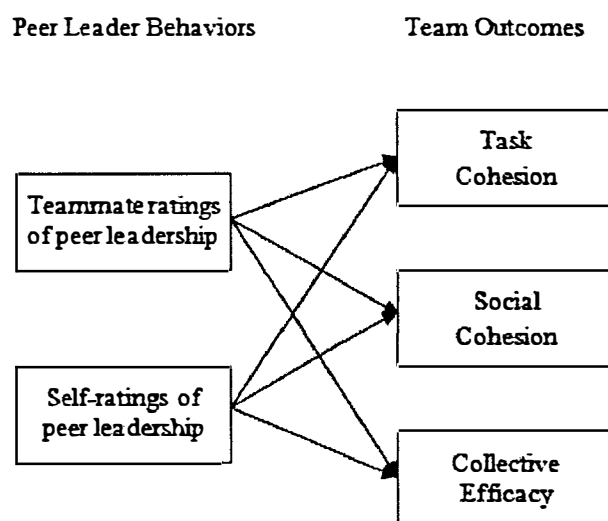 Peer Leader Behaviors
Team Outcomes
Task
Cohesion
Teammate ratings
of peer leadership
Social
Cohesion
Self-ratings of
peer leadership
Collective
Efficacy